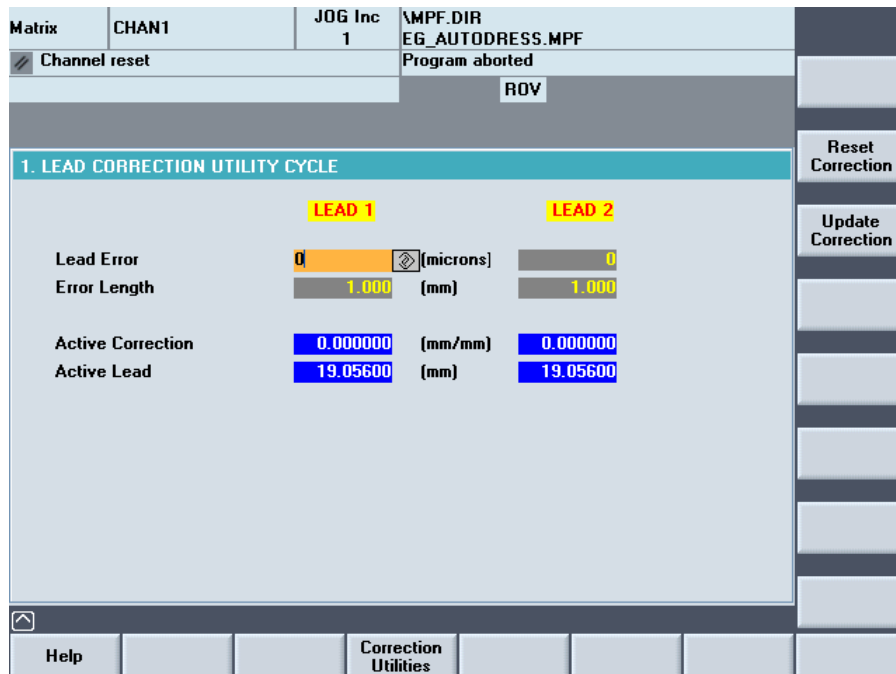 Matrix
CHAN1
JOG Inc
1
\MPF.DIR
EG_AUTODRESS.MPF
Channel reset
Program aborted
ROV
Reset
Correction
1. LEAD CORRECTION UTILITY CYCLE
LEAD 1
LEAD 2
Update
Correction
Lead Error
0
(microns)
0
Error Length
1.000
(mm)
1.000
Active Correction
0.000000
(mm/mm)
0.000000
Active Lead
19.05600
(mm)
19.05600
Help
Correction
Utilities